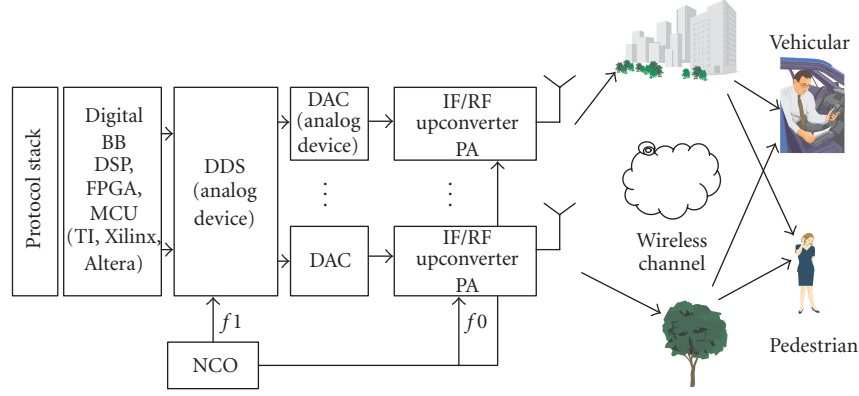 Protocol stack
Digital
BB
DSP,
FPGA,
MCU
(TI, Xilinx,
Altera)
DDS
(analog
device)
DAC
(analog
device)
⋮
DAC
IF/RF
upconverter
PA
⋮
IF/RF
upconverter
PA
f1
f0
NCO
Wireless
channel
Vehicular
Pedestrian